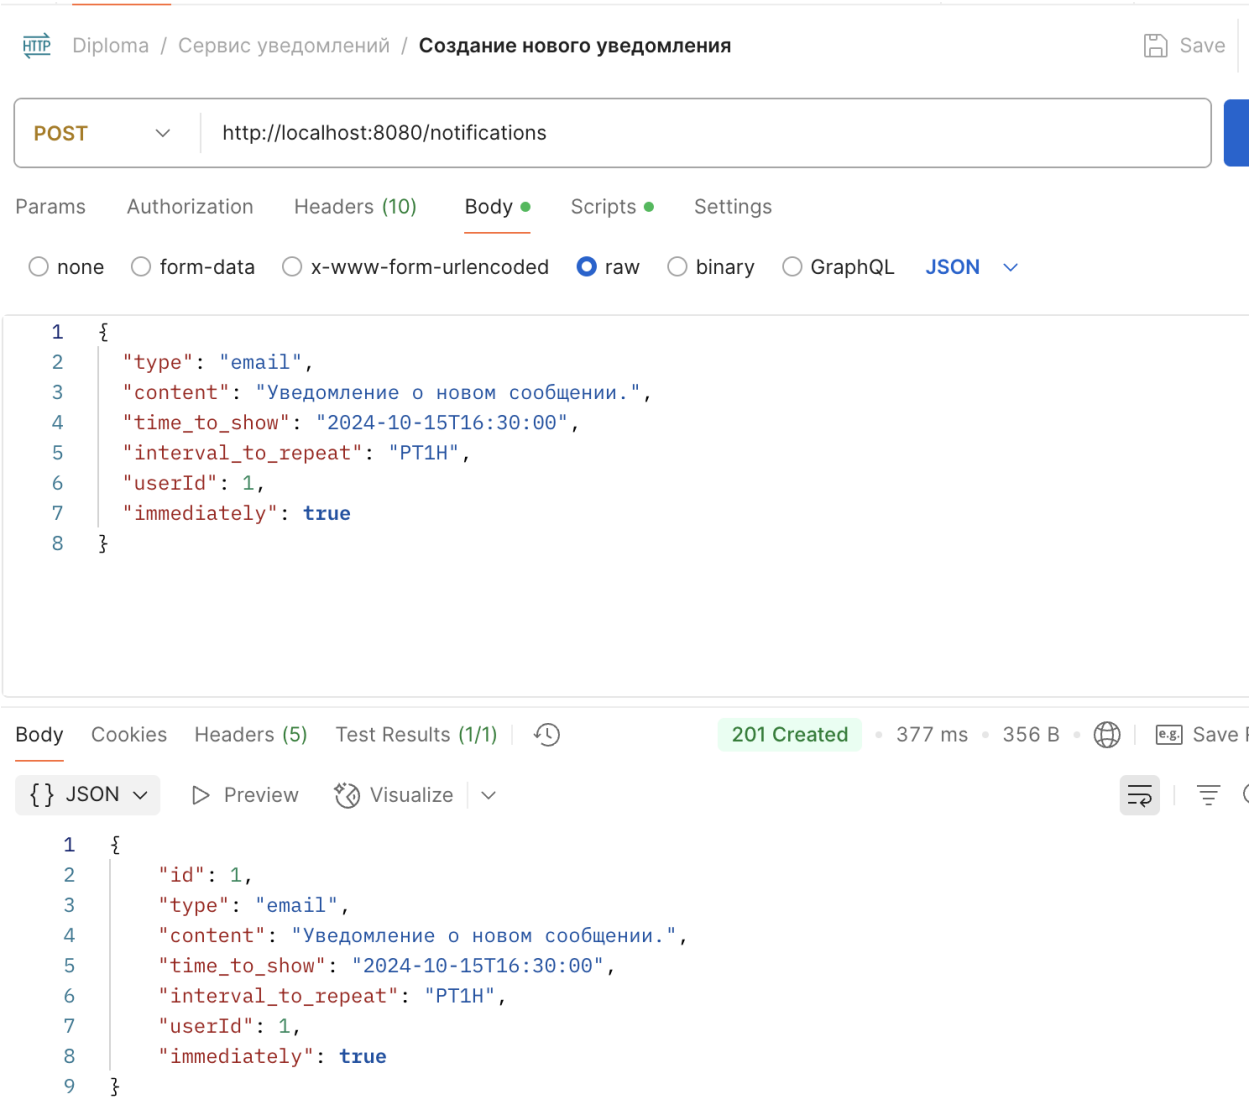 HTTP Diploma / Сервис уведомлений / Создание нового уведомления Save
POST http://localhost:8080/notifications
Params Authorization Headers (10) Body Scripts Settings
none form-data x-www-form-urlencoded raw binary GraphQL JSON
1 {
2 "type": "email",
3 "content": "Уведомление о новом сообщении.",
4 "time_to_show": "2024-10-15T16:30:00",
5 "interval_to_repeat": "PT1H",
6 "userId": 1,
7 "immediately": true
8 }
Body Cookies Headers (5) Test Results (1/1) 201 Created • 377 ms • 356 B • e.g. Save
{} JSON Preview Visualize
1 {
2 "id": 1,
3 "type": "email",
4 "content": "Уведомление о новом сообщении.",
5 "time_to_show": "2024-10-15T16:30:00",
6 "interval_to_repeat": "PT1H",
7 "userId": 1,
8 "immediately": true
9 }